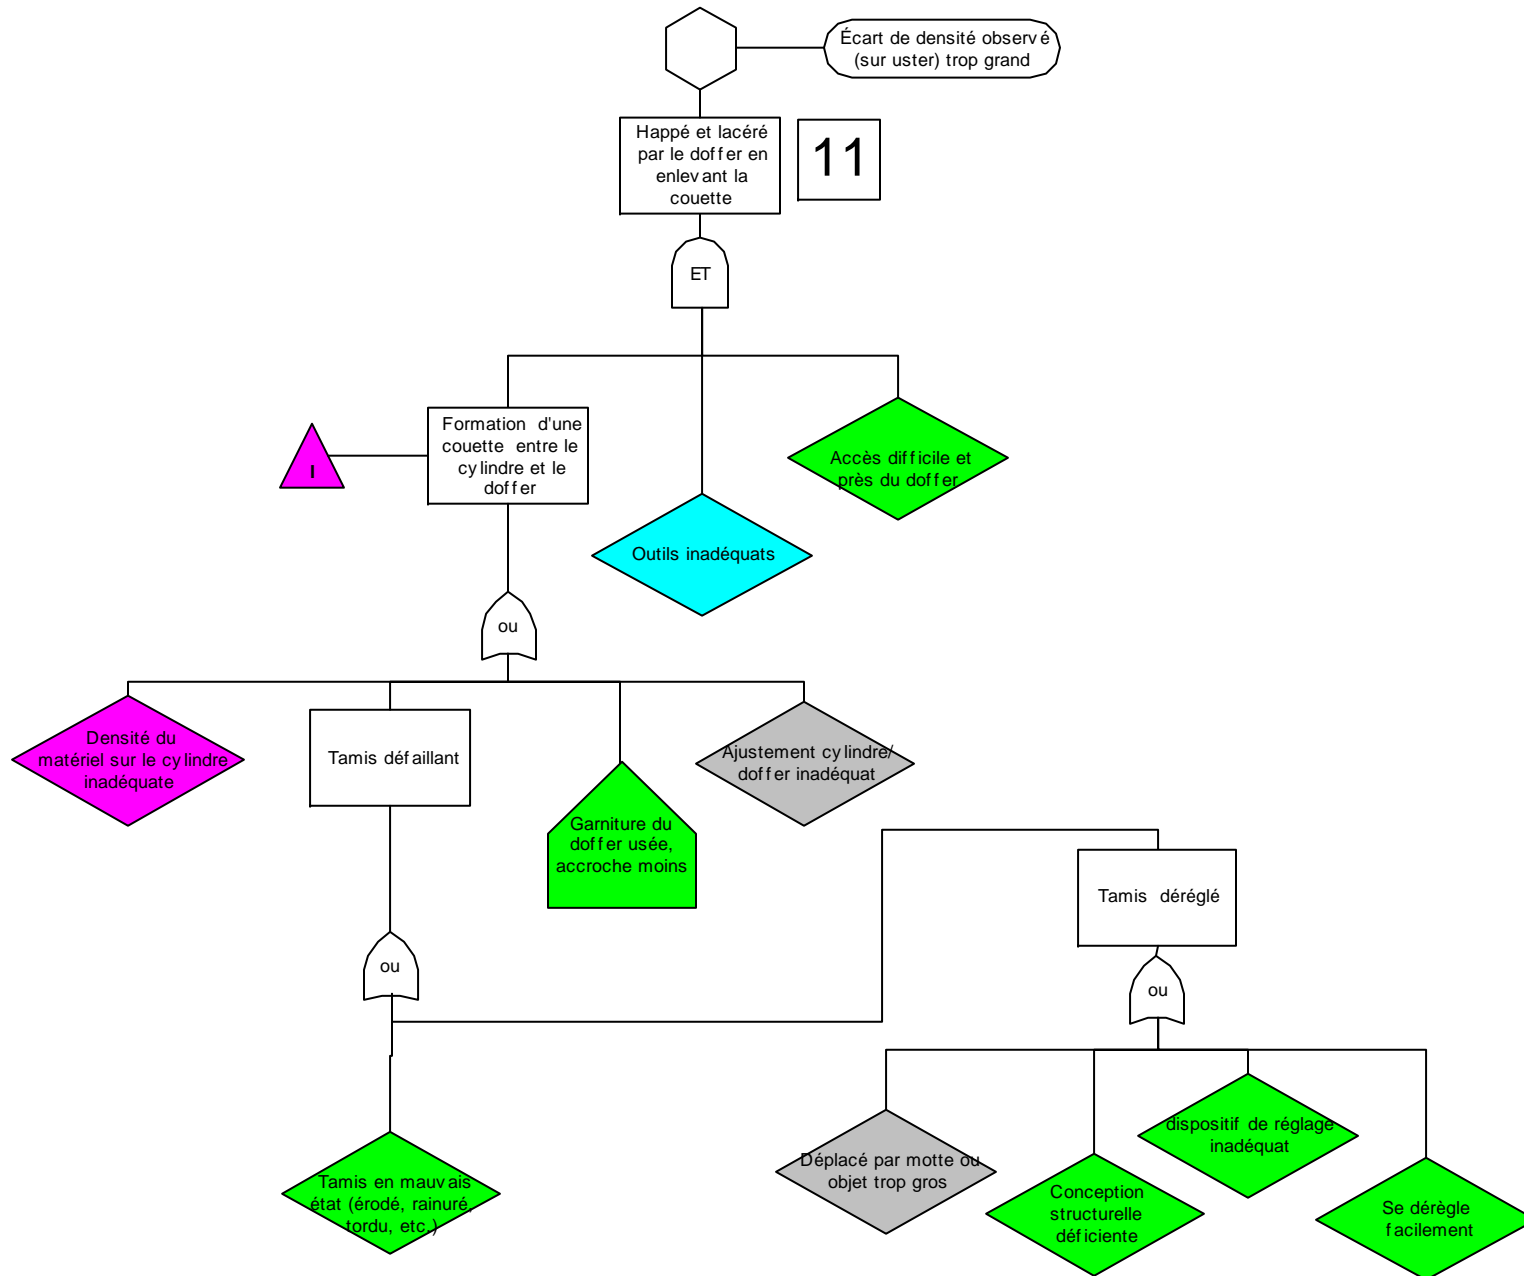 Écart de densité observé
(sur uster) trop grand
Happé et lacéré
par le doffer en
enlevant la
couette
11
ET
Formation d'une
couette entre le
cylindre et le
doffer
I
Accès difficile et
près du doffer
Outils inadéquats
ou
Densité du
matériel sur le cylindre
inadéquate
Tamis défaillant
Garniture du
doffer usée,
accroche moins
Ajustement cylindre/
doffer inadéquat
Tamis déréglé
ou
ou
Tamis en mauvais
état (érodé, rainuré,
tordu, etc.)
Déplacé par motte ou
objet trop gros
Conception
structurelle
déficiente
dispositif de réglage
inadéquat
Se dérègle
facilement